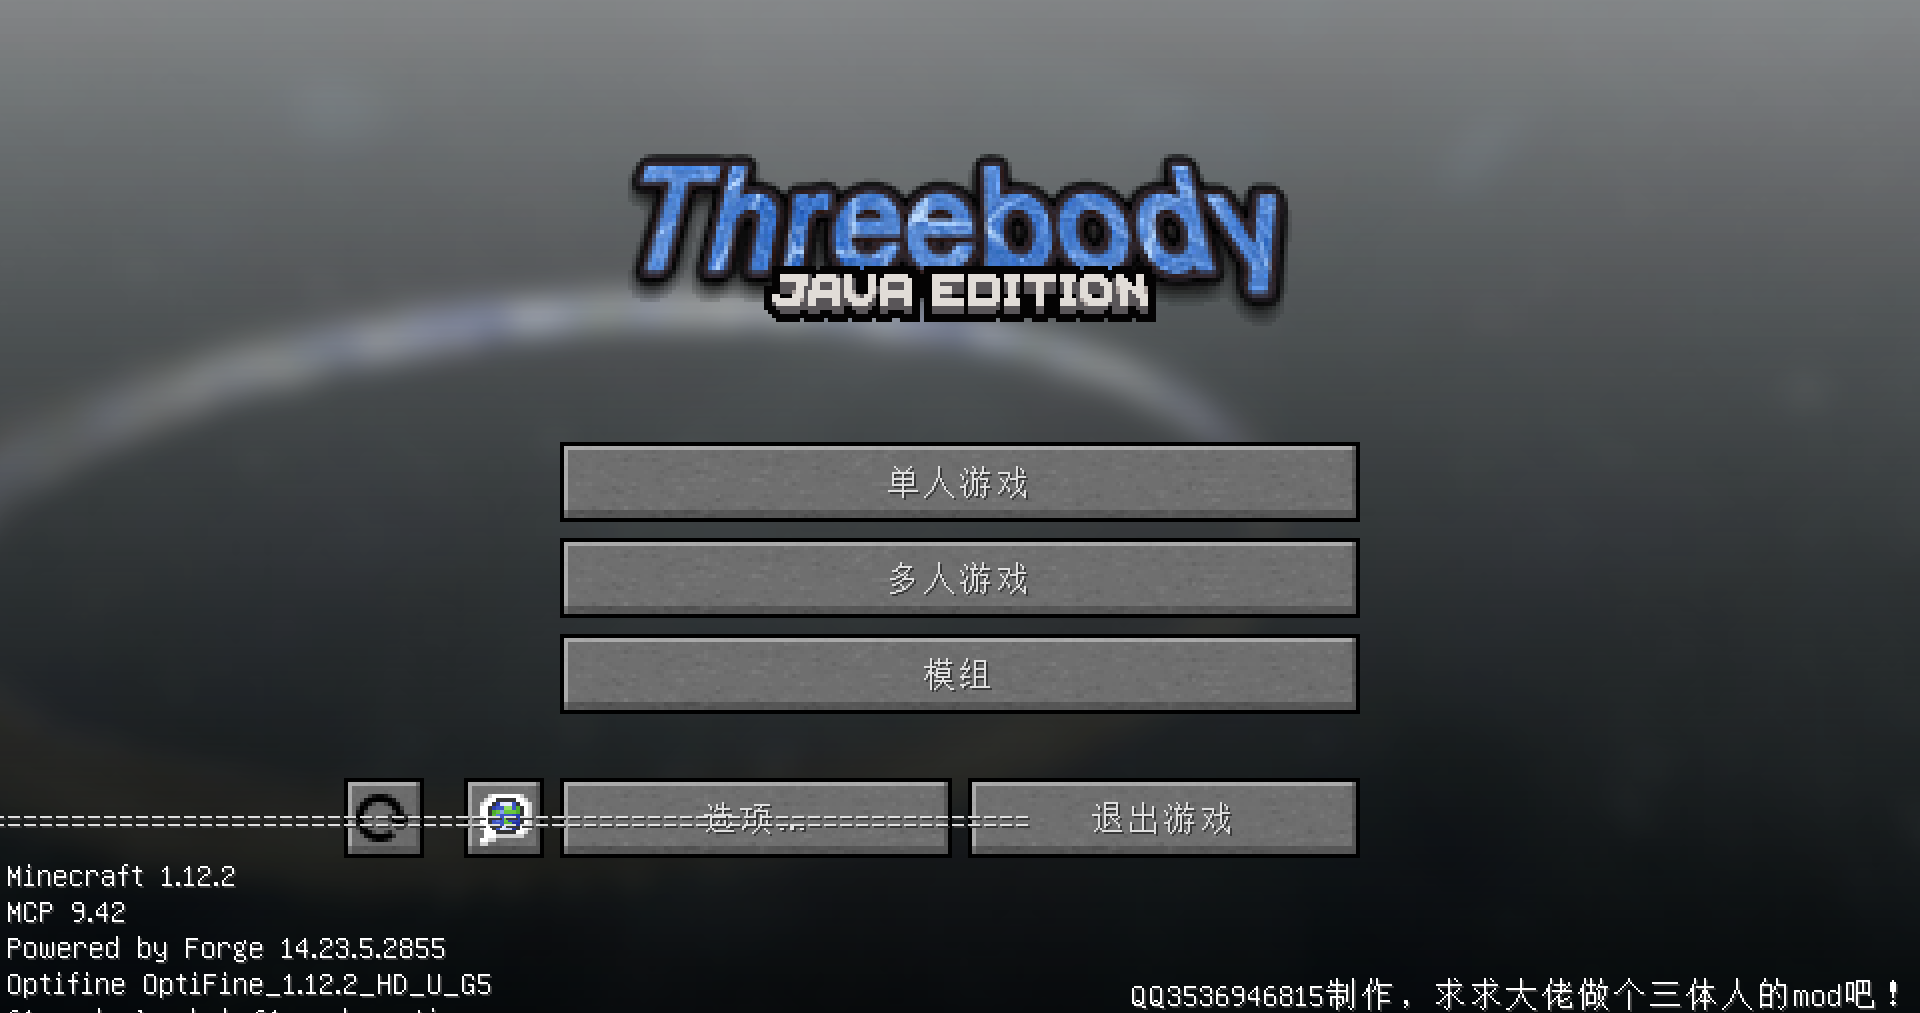 Threebody
JAVA EDITION
单人游戏
多人游戏
模组
选项...
退出游戏
Minecraft 1.12.2
MCP 9.42
Powered by Forge 14.23.5.2855
Optifine OptiFine_1.12.2_HD_U_G5
QQ3536946815制作，求求大佬做个三体人的mod吧！